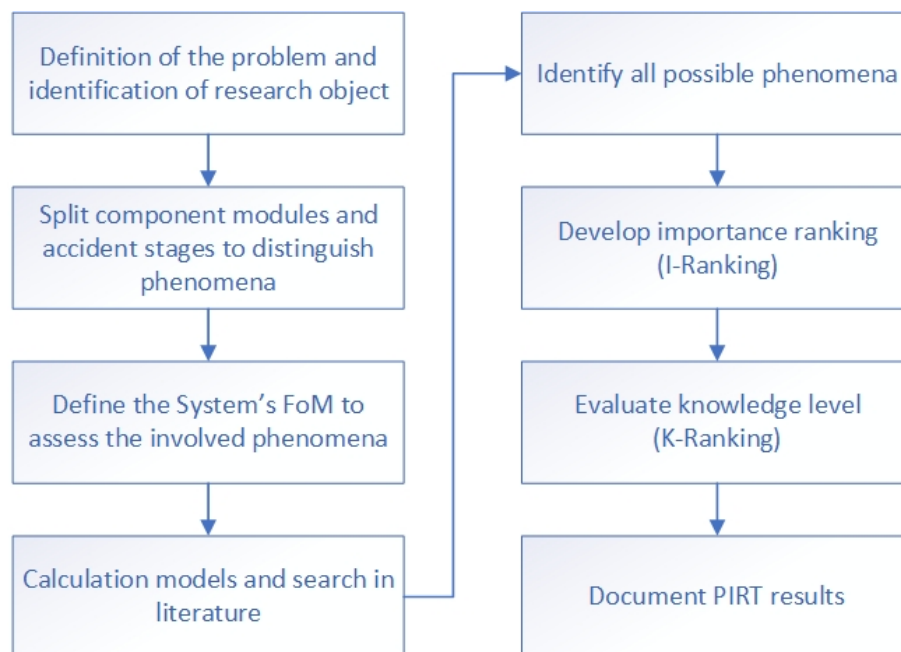 Definition of the problem and
identification of research object
Split component modules and
accident stages to distinguish
phenomena
Define the System's FoM to
assess the involved phenomena
Calculation models and search in
literature
Identify all possible phenomena
Develop importance ranking
(I-Ranking)
Evaluate knowledge level
(K-Ranking)
Document PIRT results